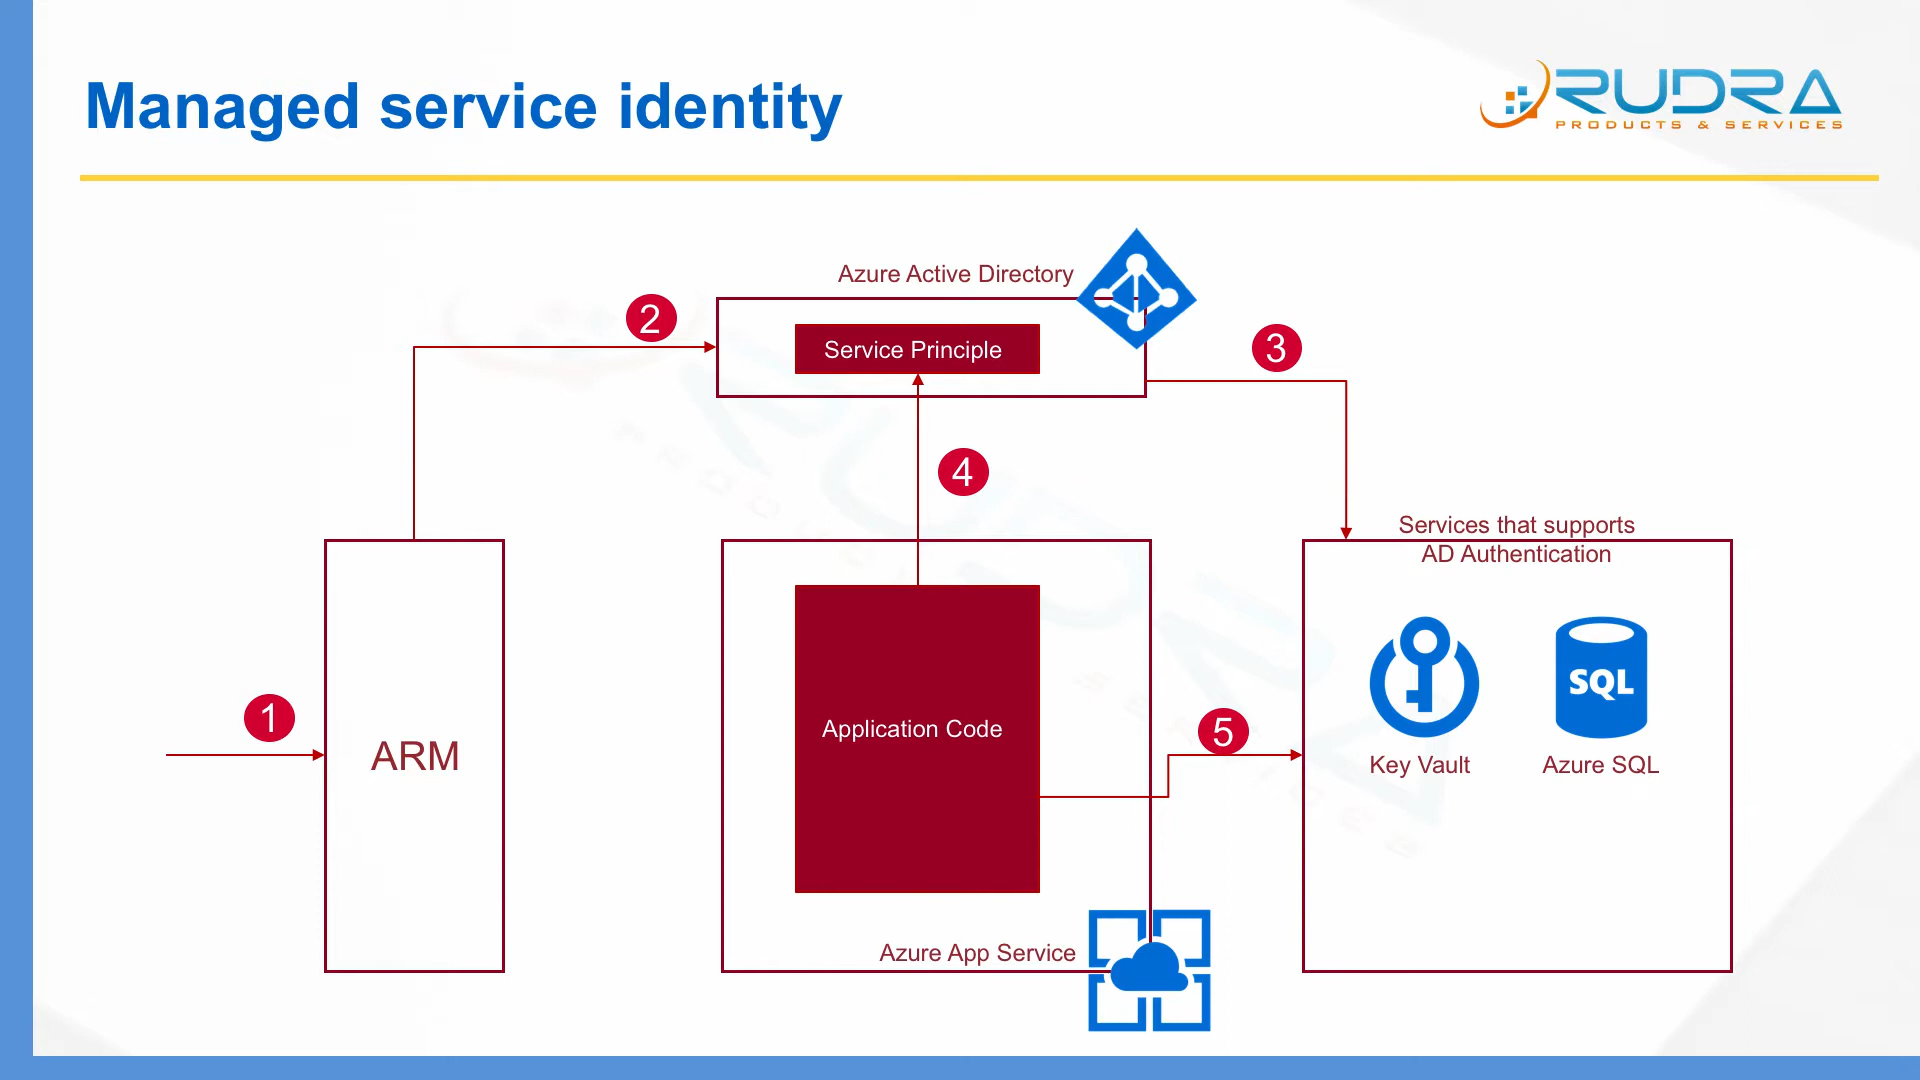 Managed service identity
RUDRA
PRODUCTS & SERVICES
Azure Active Directory
2
Service Principle
3
4
Services that supports
AD Authentication
1
ARM
Application Code
5
SQL
Key Vault
Azure SQL
Azure App Service